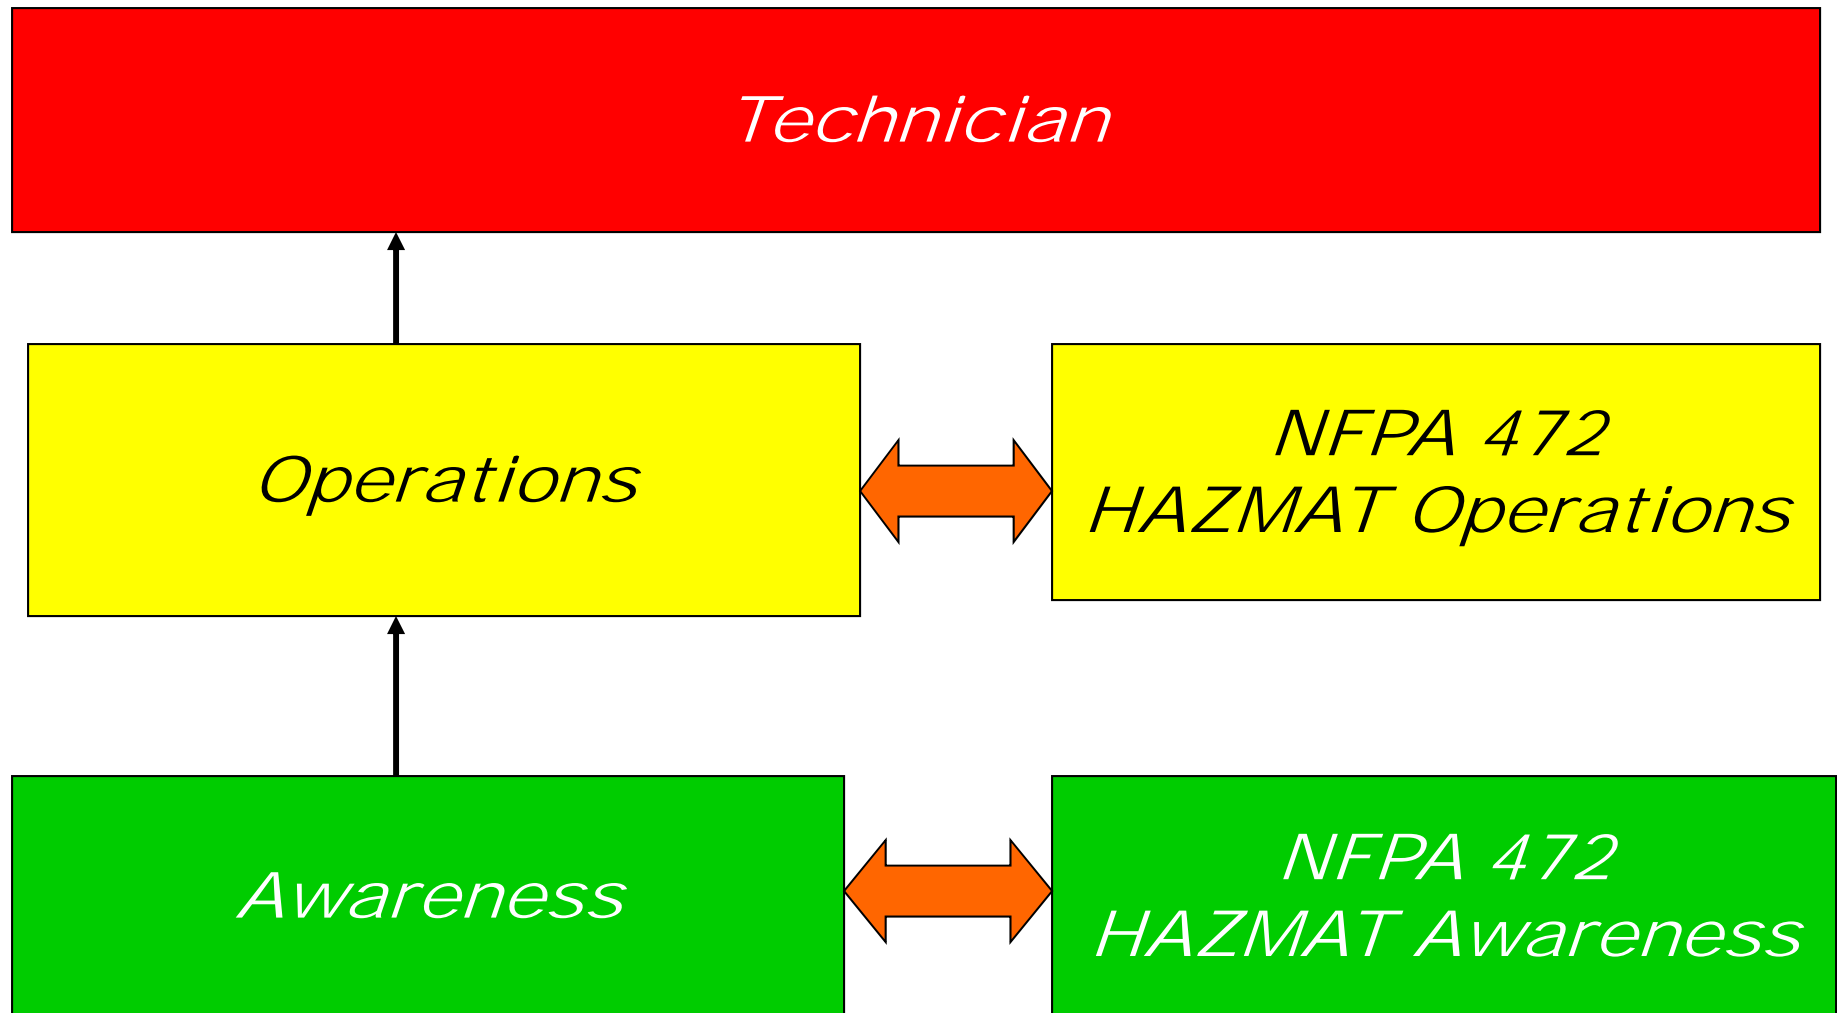 Technician
Operations
NFPA 472
HAZMAT Operations
Awareness
NFPA 472
HAZMAT Awareness